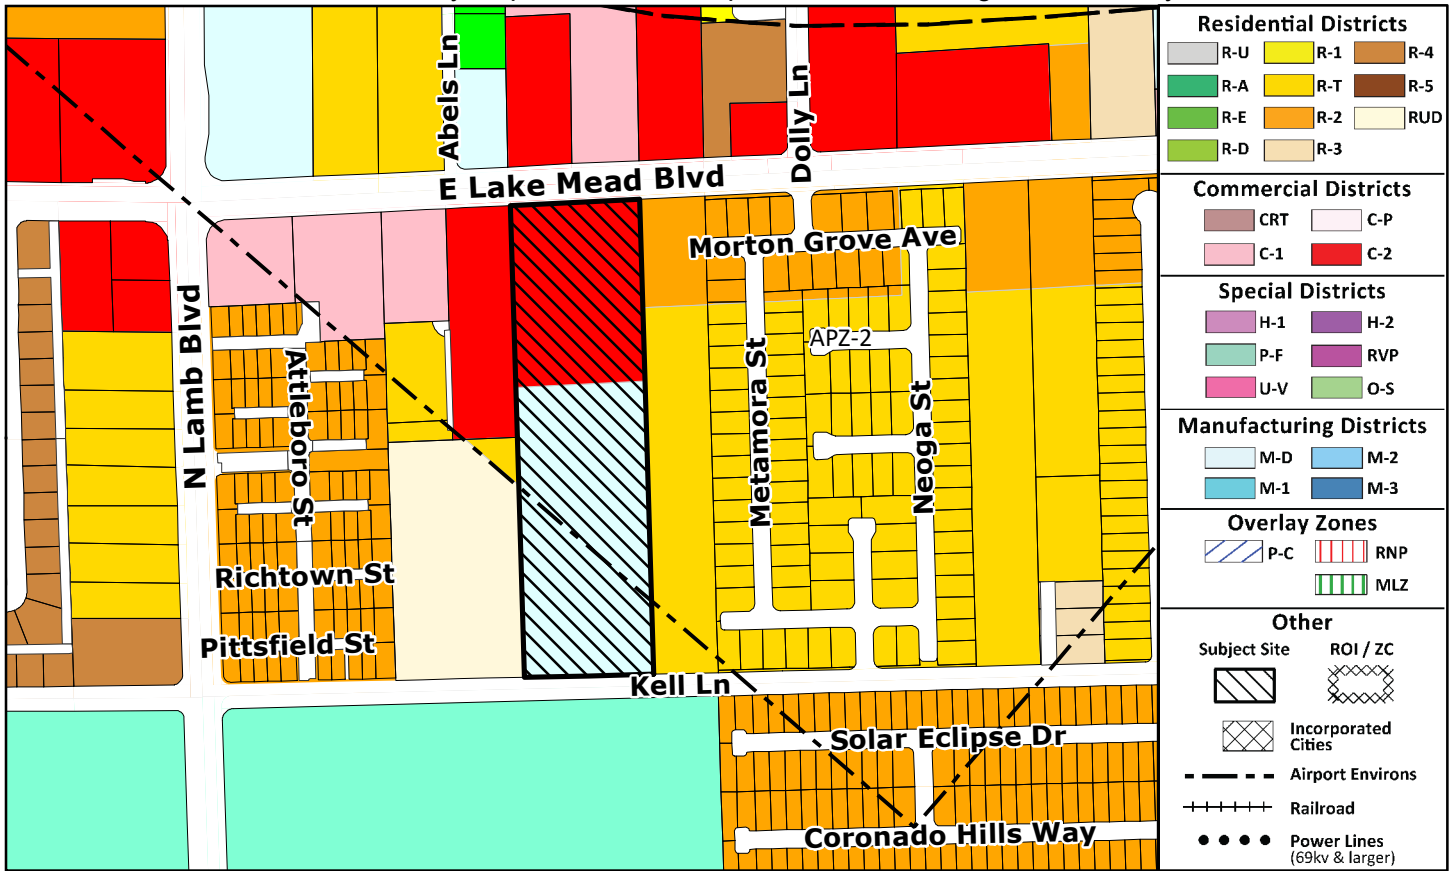 Abels Ln
Dolly Ln
E Lake Mead Blvd
Morton Grove Ave
N Lamb Blvd
Attleboro St
APZ-2
Metamora St
Neoga St
Richtown St
Pittsfield St
Kell Ln
Solar Eclipse Dr
Coronado Hills Way
Residential Districts
R-U R-1 R-4
R-A R-T R-5
R-E R-2 RUD
R-D R-3
Commercial Districts
CRT C-P
C-1 C-2
Special Districts
H-1 H-2
P-F RVP
U-V O-S
Manufacturing Districts
M-D M-2
M-1 M-3
Overlay Zones
P-C RNP
MLZ
Other
Subject Site ROI / ZC
Incorporated
Cities
Airport Environs
Railroad
Power Lines
(69kv & larger)